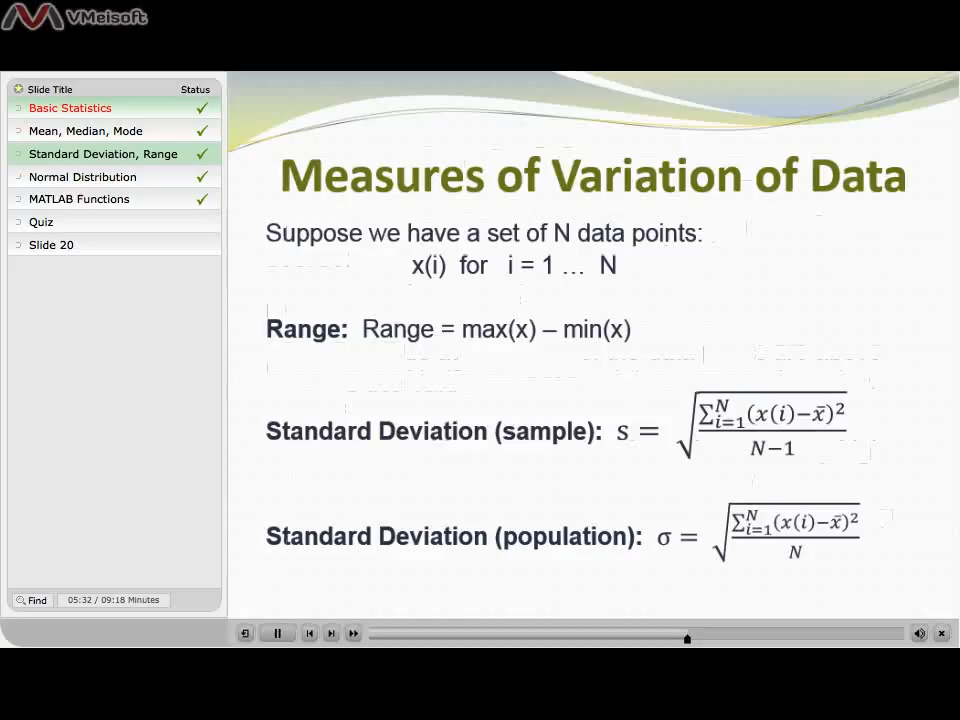 VMeisoft
Slide Title Status
Basic Statistics
Mean, Median, Mode
Standard Deviation, Range
Normal Distribution
MATLAB Functions
Quiz
Slide 20
Find 05:32 / 09:18 Minutes
Measures of Variation of Data
Suppose we have a set of N data points:
x(i) for i = 1 … N
Range: Range = max(x) – min(x)
Standard Deviation (sample): s = √(∑ᵢ₌₁ᴺ(x(i)−x̄)² / N−1)
Standard Deviation (population): σ = √(∑ᵢ₌₁ᴺ(x(i)−x̄)² / N)